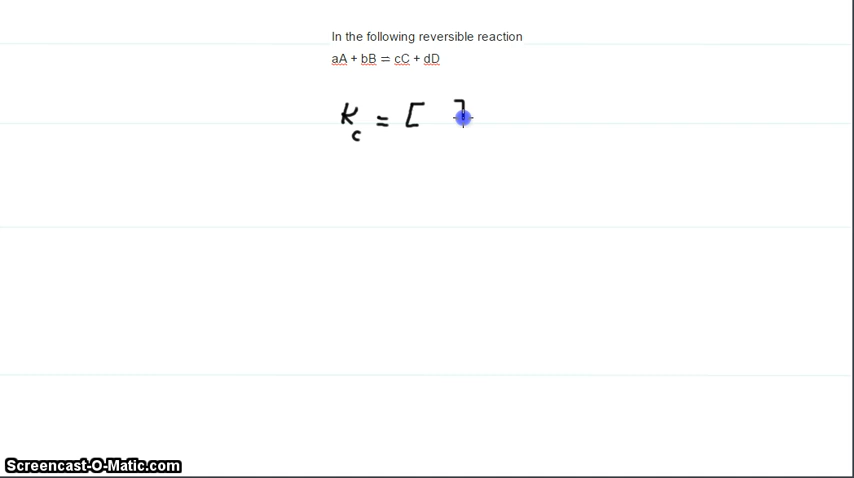 In the following reversible reaction
aA + bB = cC + dD
Kc = [ ]
Screencast-O-Matic.com